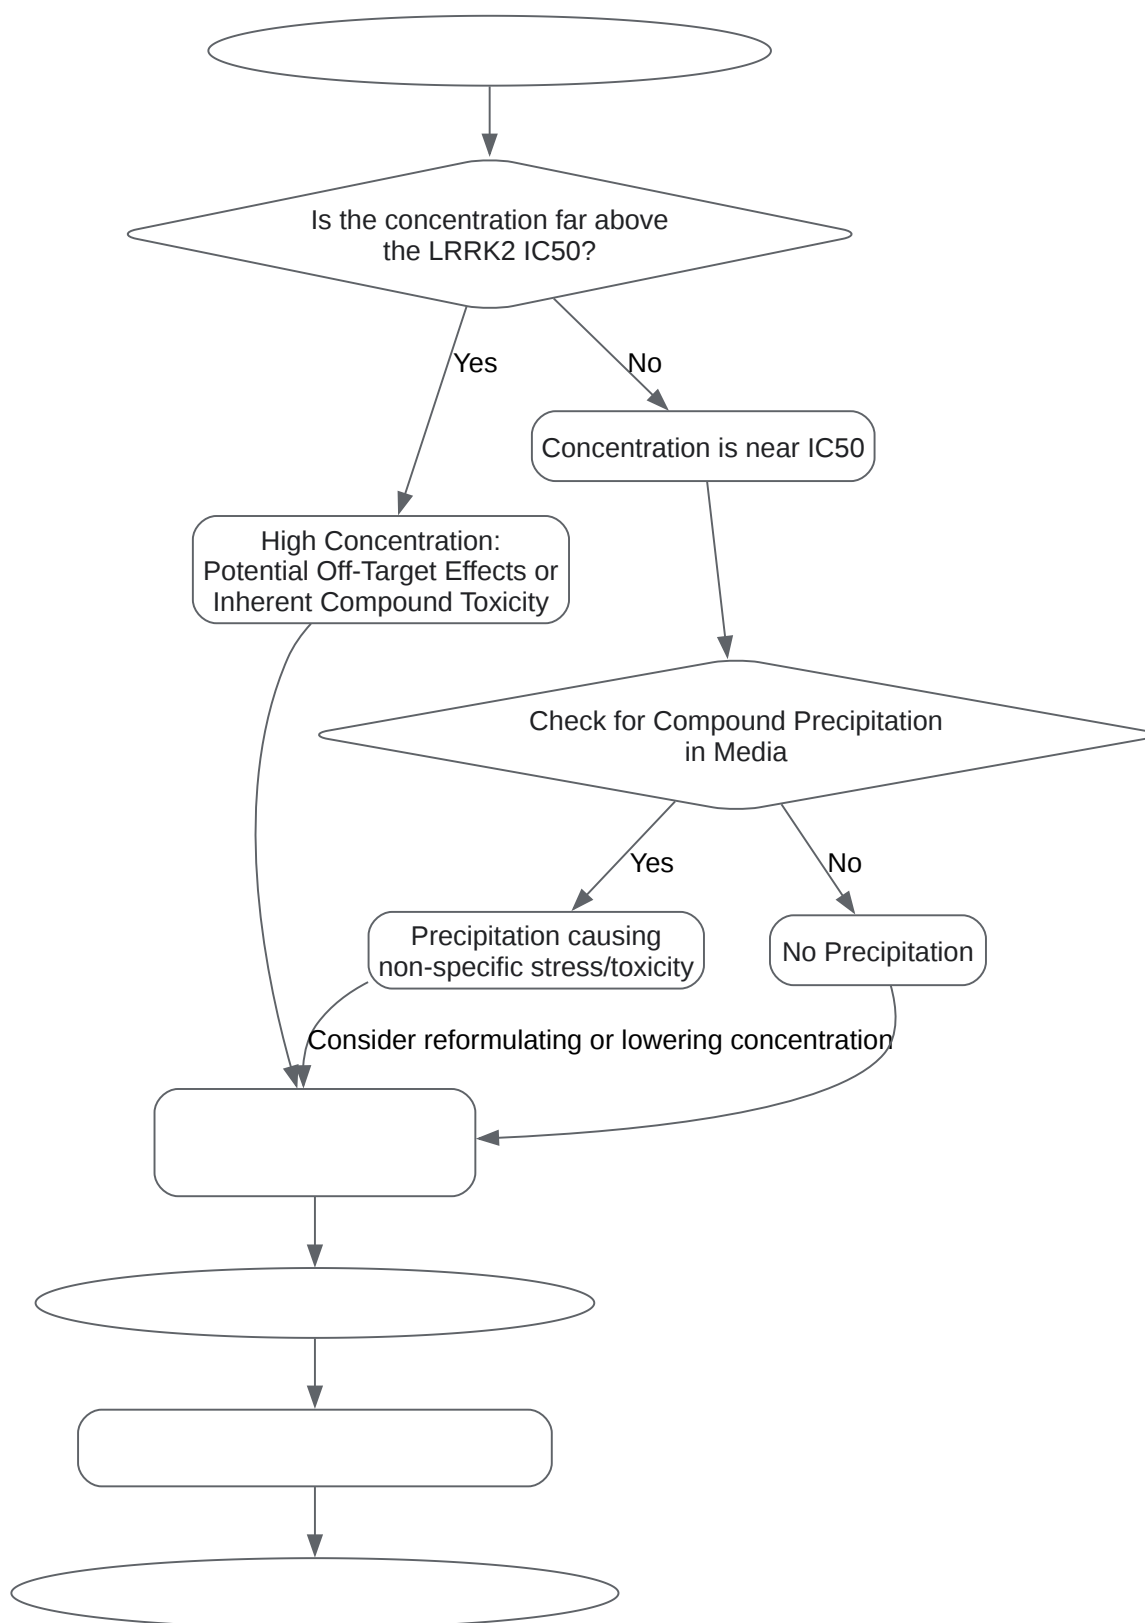 Is the concentration far above
the LRRK2 IC50?
Yes
No
Concentration is near IC50
High Concentration:
Potential Off-Target Effects or
Inherent Compound Toxicity
Check for Compound Precipitation
in Media
Yes
No
Precipitation causing
non-specific stress/toxicity
No Precipitation
Consider reformulating or lowering concentration